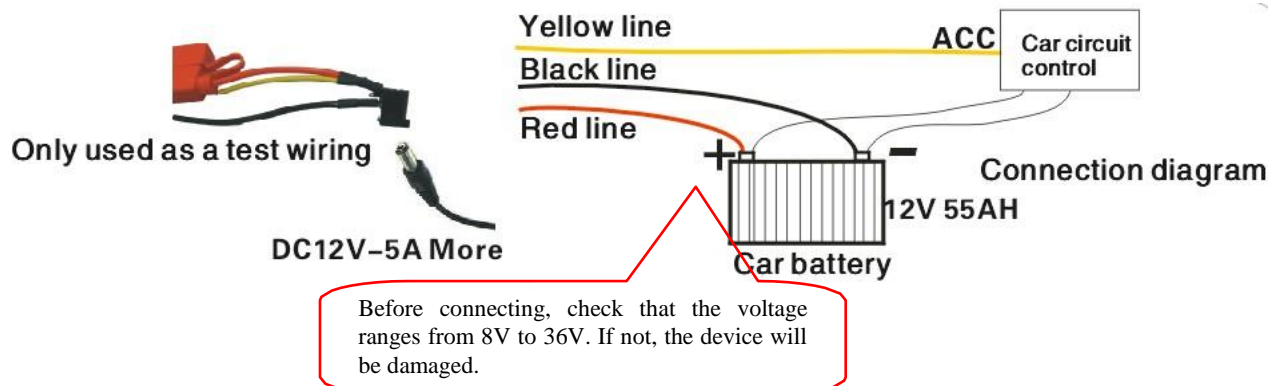 Yellow line
ACC
Car circuit
control
Black line
Red line
Only used as a test wiring
+
-
Connection diagram
12V 55AH
DC12V-5A More
Car battery
Before connecting, check that the voltage
ranges from 8V to 36V. If not, the device will
be damaged.